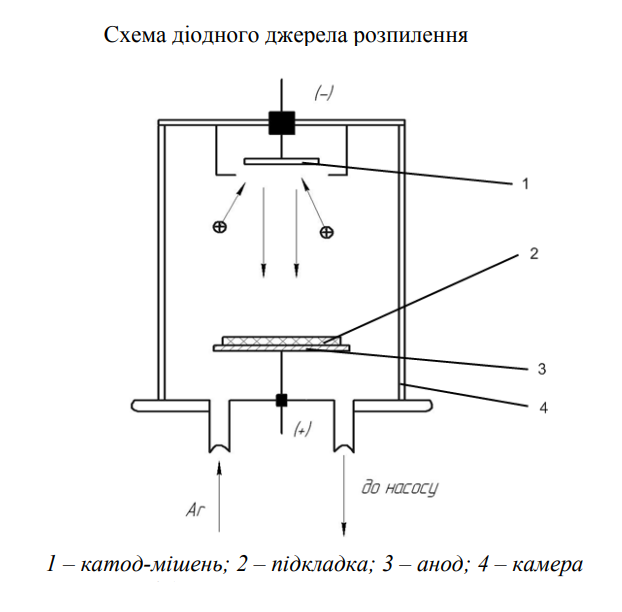 Схема діодного джерела розпилення
(–)
1
2
3
4
(+)
Ar
до насосу
1 – катод-мішень; 2 – підкладка; 3 – анод; 4 – камера